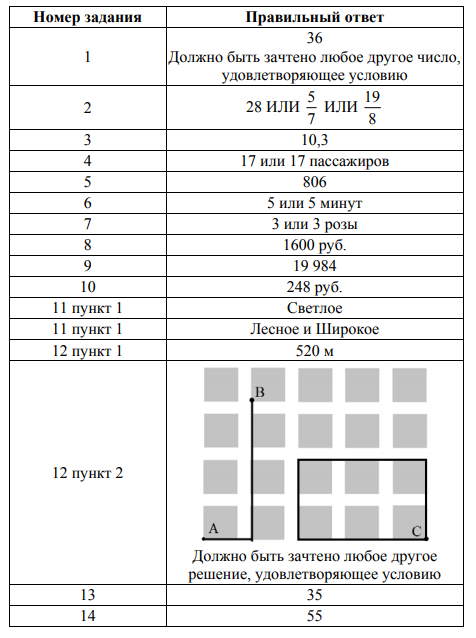 Номер задания Правильный ответ
1 36
Должно быть зачтено любое другое число,
удовлетворяющее условию
2 28 ИЛИ 5/7 ИЛИ 19/8
3 10,3
4 17 или 17 пассажиров
5 806
6 5 или 5 минут
7 3 или 3 розы
8 1600 руб.
9 19 984
10 248 руб.
11 пункт 1 Светлое
11 пункт 1 Лесное и Широкое
12 пункт 1 520 м
12 пункт 2
B
A C
Должно быть зачтено любое другое
решение, удовлетворяющее условию
13 35
14 55